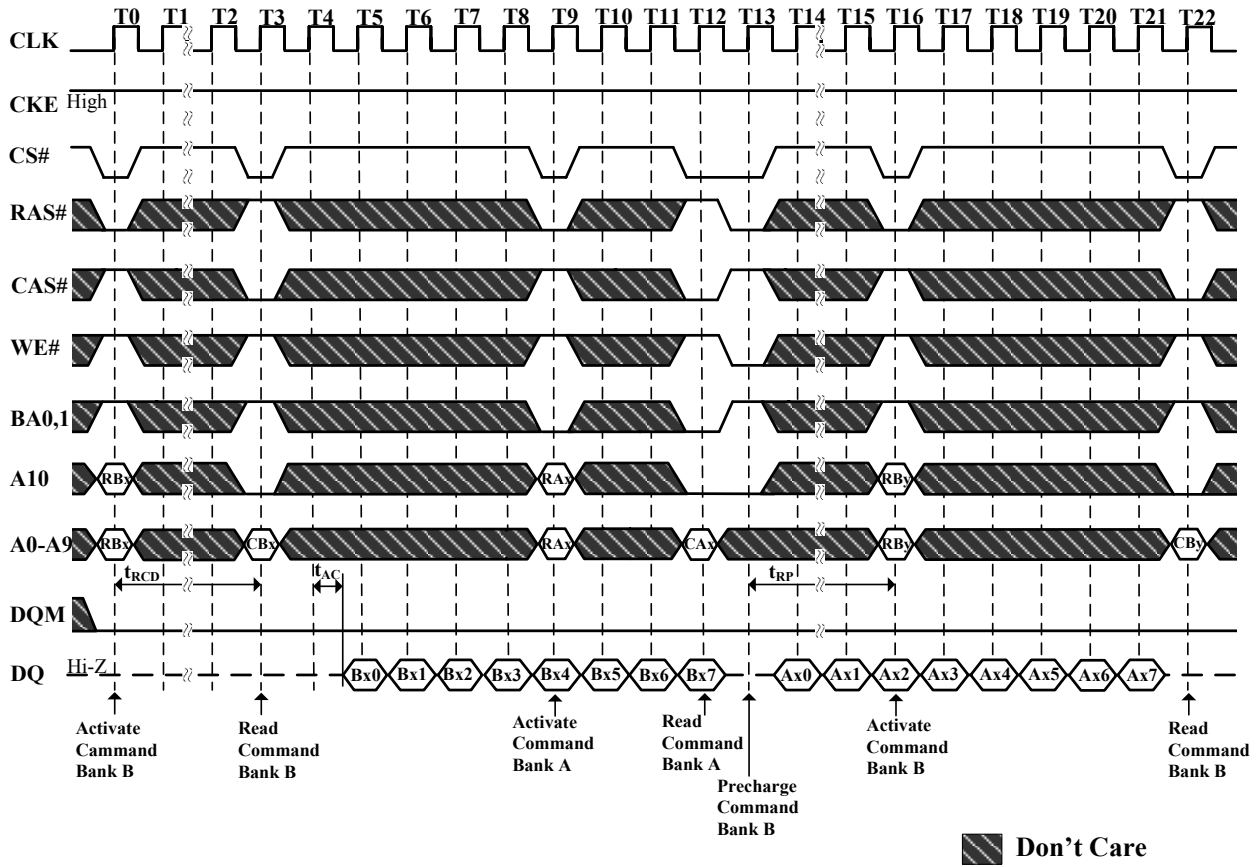 T0 T1 T2 T3 T4 T5 T6 T7 T8 T9 T10 T11 T12 T13 T14 T15 T16 T17 T18 T19 T20 T21 T22
CLK
CKE High
CS#
RAS#
CAS#
WE#
BA0,1
A10 RBx RAx RBy
A0-A9 RBx CBx RAx CAx RBy CBy
tRCD tAC tRP
DQM
DQ Hi-Z Bx0 Bx1 Bx2 Bx3 Bx4 Bx5 Bx6 Bx7 Ax0 Ax1 Ax2 Ax3 Ax4 Ax5 Ax6 Ax7
Activate
Cammand
Bank B
Read
Command
Bank B
Activate
Command
Bank A
Read
Command
Bank A
Precharge
Command
Bank B
Activate
Command
Bank B
Read
Command
Bank B
Don't Care